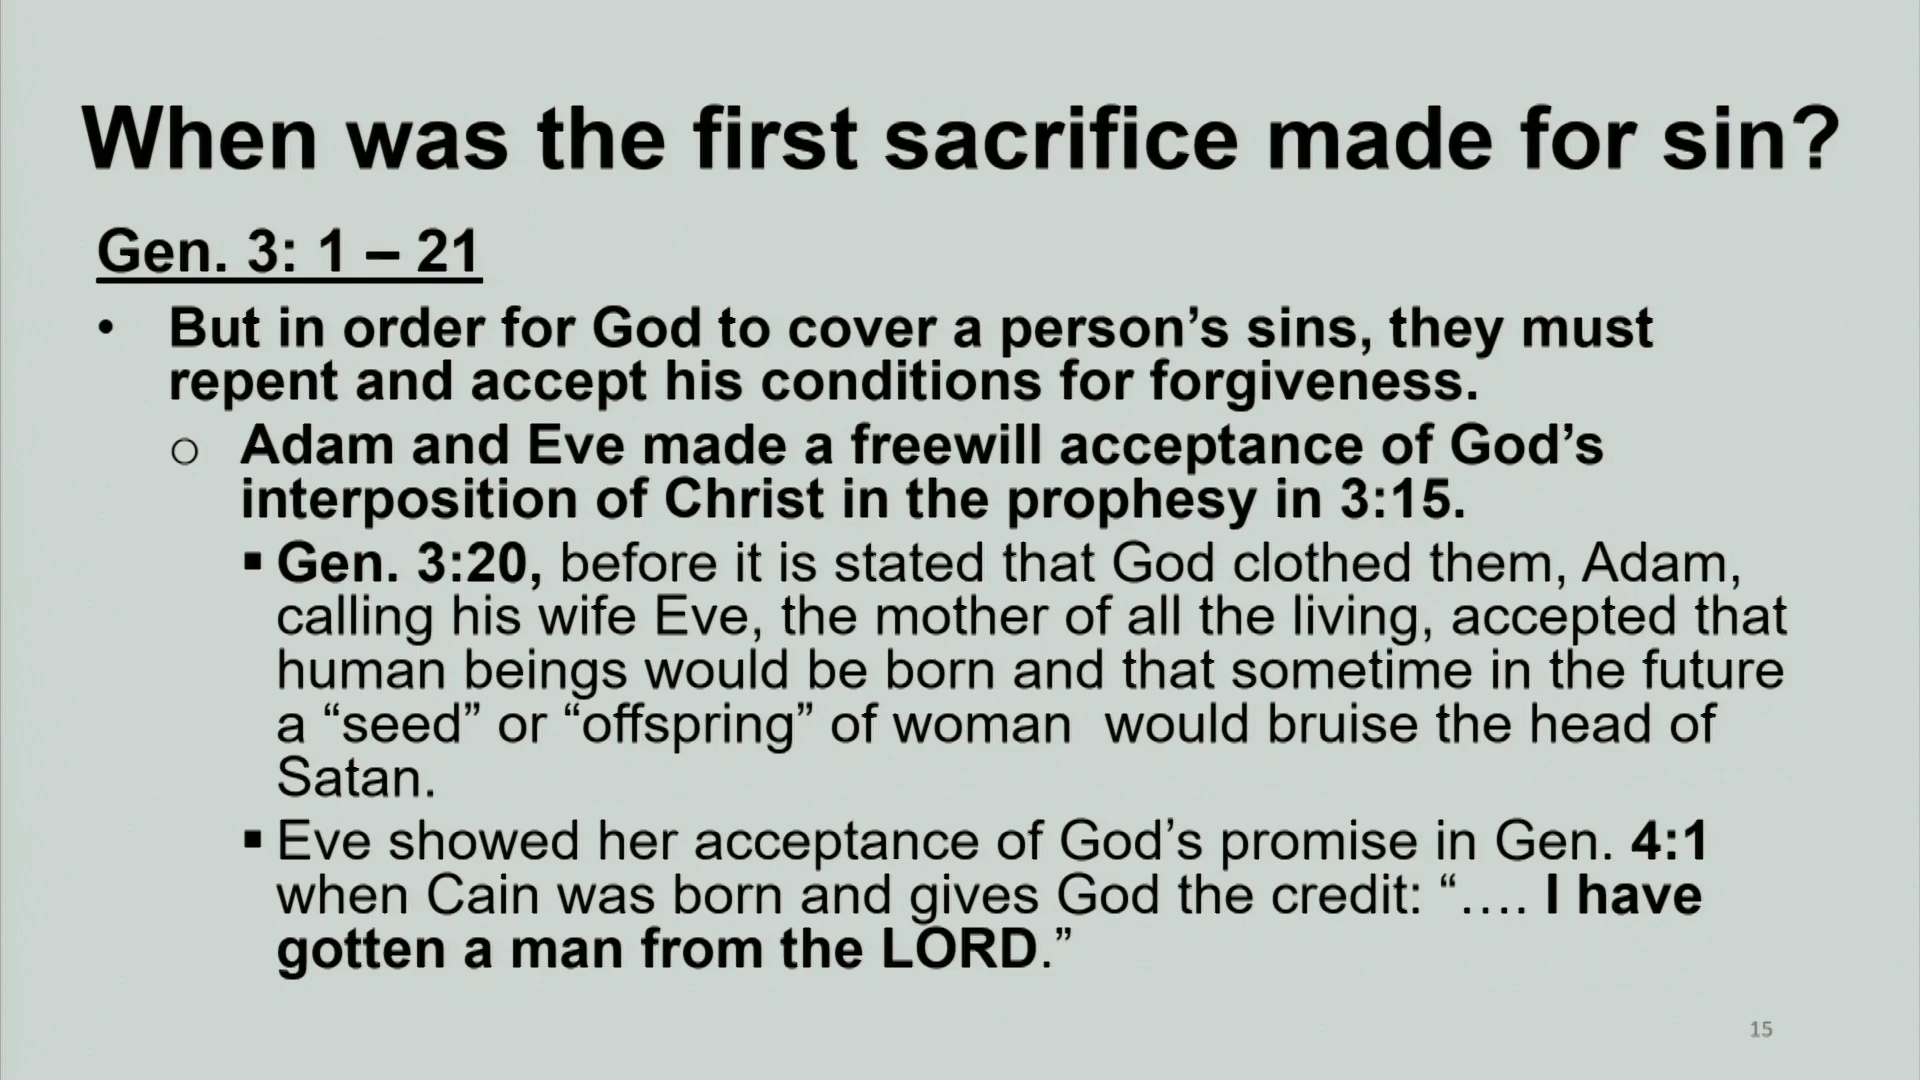 When was the first sacrifice made for sin?
Gen. 3: 1 – 21
• But in order for God to cover a person’s sins, they must
repent and accept his conditions for forgiveness.
o Adam and Eve made a freewill acceptance of God’s
interposition of Christ in the prophesy in 3:15.
▪ Gen. 3:20, before it is stated that God clothed them, Adam,
calling his wife Eve, the mother of all the living, accepted that
human beings would be born and that sometime in the future
a “seed” or “offspring” of woman  would bruise the head of
Satan.
▪ Eve showed her acceptance of God’s promise in Gen. 4:1
when Cain was born and gives God the credit: “…. I have
gotten a man from the LORD.”
15